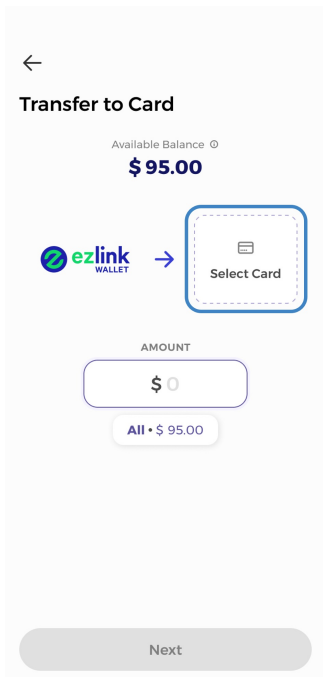 Transfer to Card
Available Balance
$ 95.00
ezlink
WALLET
Select Card
AMOUNT
$ 0
All • $ 95.00
Next